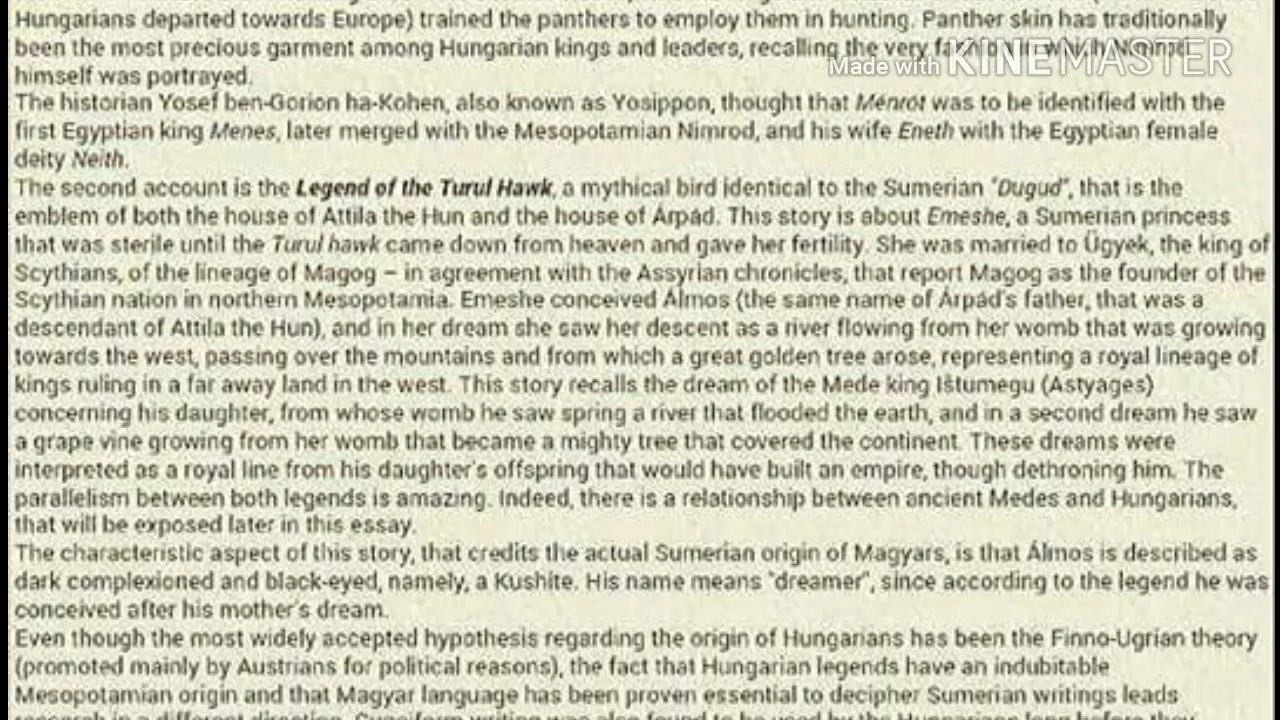 Hungarians departed towards Europe) trained the panthers to employ them in hunting. Panther skin has traditionally
been the most precious garment among Hungarian kings and leaders, recalling the very
himself was portrayed.
Made with KINEMASTER
The historian Yosef ben-Gorion ha-Kohen, also known as Yosippon, thought that Ménrót was to be identified with the
first Egyptian king Menes, later merged with the Mesopotamian Nimrod, and his wife Eneth with the Egyptian female
deity Neith.
The second account is the Legend of the Turul Hawk, a mythical bird identical to the Sumerian "Dugud", that is the
emblem of both the house of Attila the Hun and the house of Árpád. This story is about Emeshe, a Sumerian princess
that was sterile until the Turul hawk came down from heaven and gave her fertility. She was married to Ügyek, the king of
Scythians, of the lineage of Magog – in agreement with the Assyrian chronicles, that report Magog as the founder of the
Scythian nation in northern Mesopotamia. Emeshe conceived Álmos (the same name of Árpád's father, that was a
descendant of Attila the Hun), and in her dream she saw her descent as a river flowing from her womb that was growing
towards the west, passing over the mountains and from which a great golden tree arose, representing a royal lineage of
kings ruling in a far away land in the west. This story recalls the dream of the Mede king Ištumegu (Astyages)
concerning his daughter, from whose womb he saw spring a river that flooded the earth, and in a second dream he saw
a grape vine growing from her womb that became a mighty tree that covered the continent. These dreams were
interpreted as a royal line from his daughter's offspring that would have built an empire, though dethroning him. The
parallelism between both legends is amazing. Indeed, there is a relationship between ancient Medes and Hungarians,
that will be exposed later in this essay.
The characteristic aspect of this story, that credits the actual Sumerian origin of Magyars, is that Álmos is described as
dark complexioned and black-eyed, namely, a Kushite. His name means "dreamer", since according to the legend he was
conceived after his mother's dream.
Even though the most widely accepted hypothesis regarding the origin of Hungarians has been the Finno-Ugrian theory
(promoted mainly by Austrians for political reasons), the fact that Hungarian legends have an indubitable
Mesopotamian origin and that Magyar language has been proven essential to decipher Sumerian writings leads